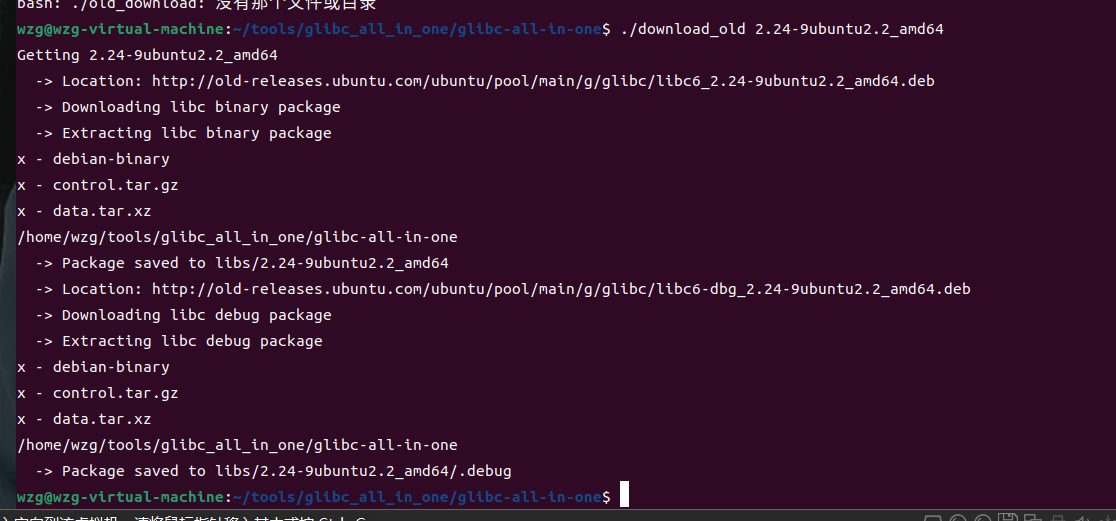 bash: ./old_download: 没有那个文件或目录
wzg@wzg-virtual-machine:~/tools/glibc_all_in_one/glibc-all-in-one$ ./download_old 2.24-9ubuntu2.2_amd64
Getting 2.24-9ubuntu2.2_amd64
  -> Location: http://old-releases.ubuntu.com/ubuntu/pool/main/g/glibc/libc6_2.24-9ubuntu2.2_amd64.deb
  -> Downloading libc binary package
  -> Extracting libc binary package
x - debian-binary
x - control.tar.gz
x - data.tar.xz
/home/wzg/tools/glibc_all_in_one/glibc-all-in-one
  -> Package saved to libs/2.24-9ubuntu2.2_amd64
  -> Location: http://old-releases.ubuntu.com/ubuntu/pool/main/g/glibc/libc6-dbg_2.24-9ubuntu2.2_amd64.deb
  -> Downloading libc debug package
  -> Extracting libc debug package
x - debian-binary
x - control.tar.gz
x - data.tar.xz
/home/wzg/tools/glibc_all_in_one/glibc-all-in-one
  -> Package saved to libs/2.24-9ubuntu2.2_amd64/.debug
wzg@wzg-virtual-machine:~/tools/glibc_all_in_one/glibc-all-in-one$